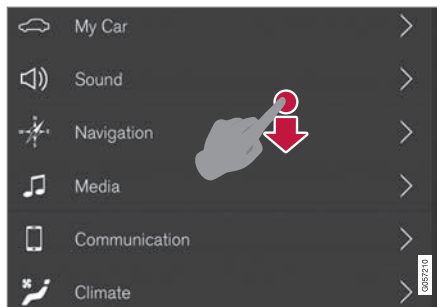 My Car
Sound
Navigation
Media
Communication
Climate
G057210